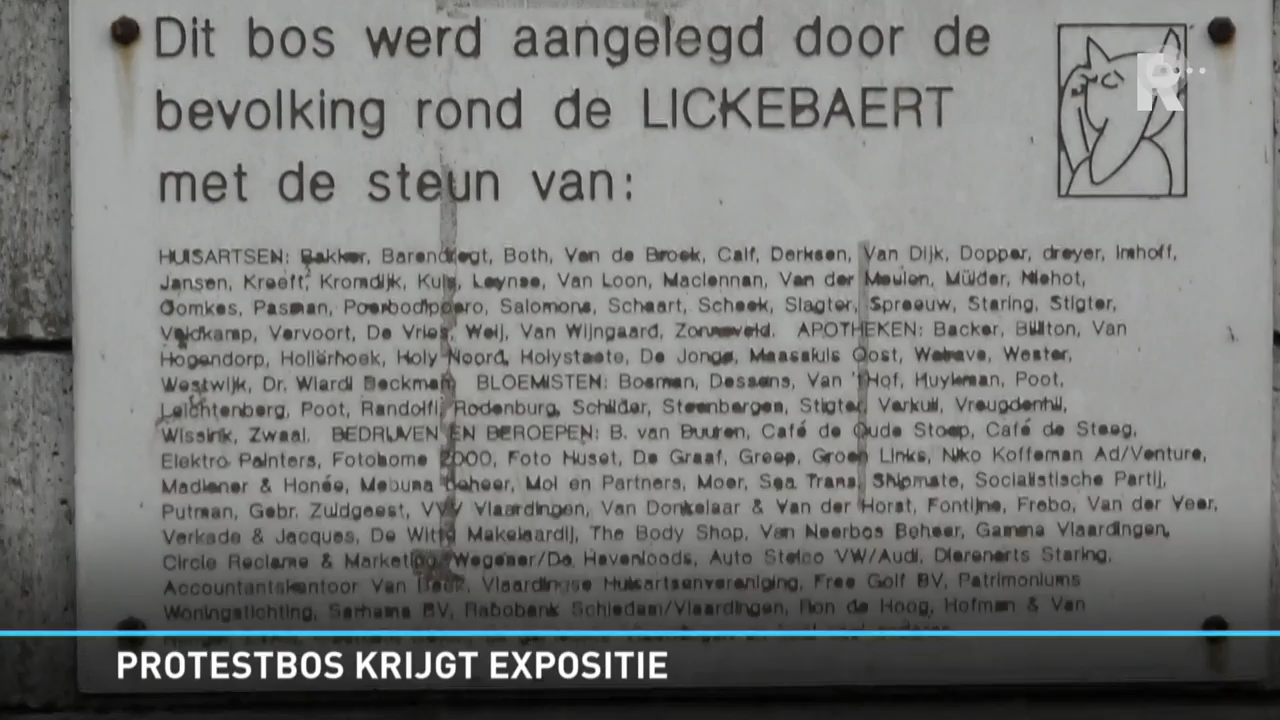 Dit bos werd aangelegd door de
bevolking rond de LICKEBAERT
met de steun van:
HUISARTSEN: Bakker, Barendregt, Both, Van de Broek, Calf, Derksen, Van Dijk, Dopper, dreyer, Imhoff,
Jansen, Kreeft, Kromdijk, Leynse, Van Loon, Maclennan, Van der Meulen, Mulder, Niehot,
Gomkes, Pasman, Salomons, Schaart, Scheek, Slagter, Spreeuw, Staring, Stigter,
Veldkamp, Vervoort, De Vries, Weij, Van Wijngaard, Zonneveld. APOTHEKEN: Backer, Van
Hogendorp, Hollerhoek, Holy Noord, Holystaete, De Jonge, Maassluis Oost, Walrave, Wester,
Westwijk, Dr. Wiardi Beckman BLOEMISTEN: Bosman, Dessens, Van 't Hof, Huykman, Poot,
Leichtenberg, Poot, Randolfi, Rodenburg, Schilder, Steenbergen, Stigter, Verkuil, Vreugdenhil,
Wissink, Zwaal. BEDRIJVEN EN BEROEPEN: B. van Buuren, Café de Oude Stoep, Café de Steeg,
Elektro Painters, Fotohome 2000, Foto Huset, De Graaf, Greep, Groen Links, Niko Koffeman Ad/Venture,
Madlener & Honée, Mebuna Beheer, Mol en Partners, Moer, Sea Trans, Shipmate, Socialistische Partij,
Putman, Gebr. Zuidgeest, VVV Vlaardingen, Van Donkelaar & Van der Horst, Fontijne, Frebo, Van der Veer,
Verkade & Jacques, De Witte Makelaardij, The Body Shop, Van Neerbos Beheer, Gamma Vlaardingen,
Circle Reclame & Marketing, Wegener/De Havenloods, Auto Stelco VW/Audi, Dierenarts Staring,
Accountantskantoor Van Vlaardingse Huisartsenvereniging, Free Golf BV, Patrimoniums
Woningstichting, Sarhema BV, Rabobank Schiedam/Vlaardingen, Ron de Hoog, Hofman & Van
PROTESTBOS KRIJGT EXPOSITIE